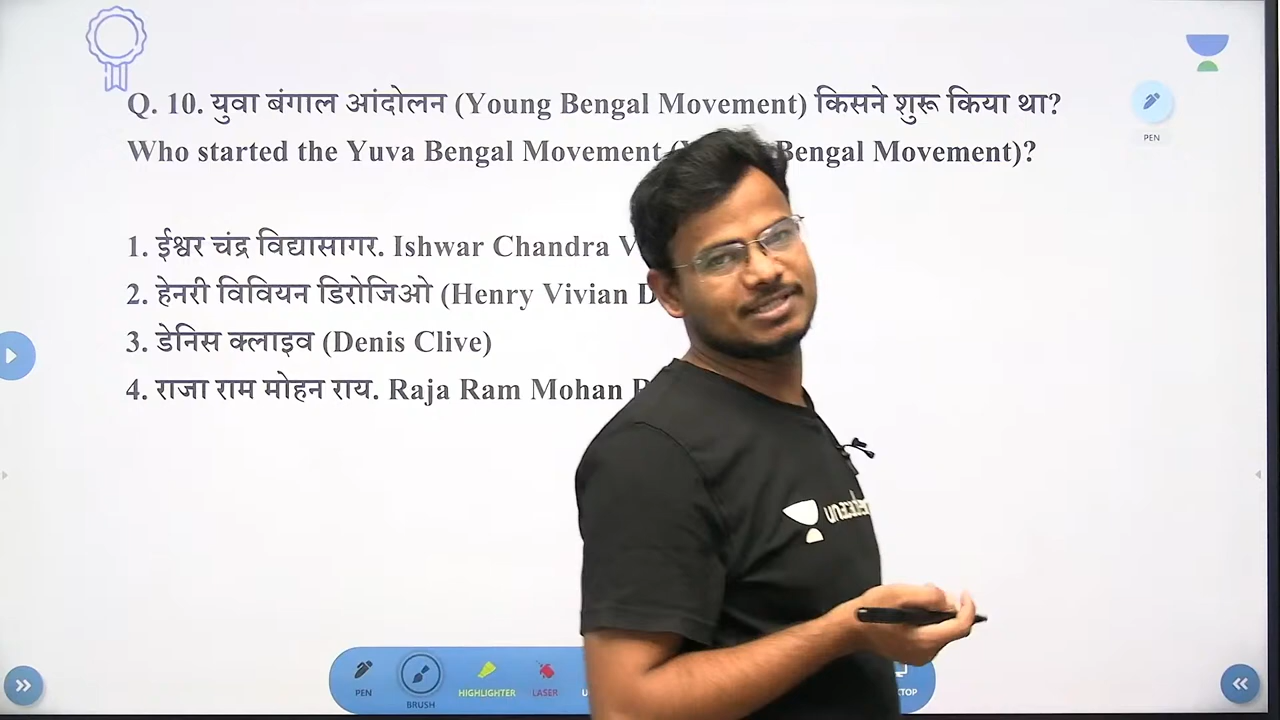 Q. 10. युवा बंगाल आंदोलन (Young Bengal Movement) किसने शुरू किया था?
Who started the Yuva Bengal Movement Bengal Movement)?
1. ईश्वर चंद्र विद्यासागर. Ishwar Chandra
2. हेनरी विवियन डिरोजिओ (Henry Vivian
3. डेनिस क्लाइव (Denis Clive)
4. राजा राम मोहन राय. Raja Ram Mohan
PEN
PEN
BRUSH
HIGHLIGHTER
LASER